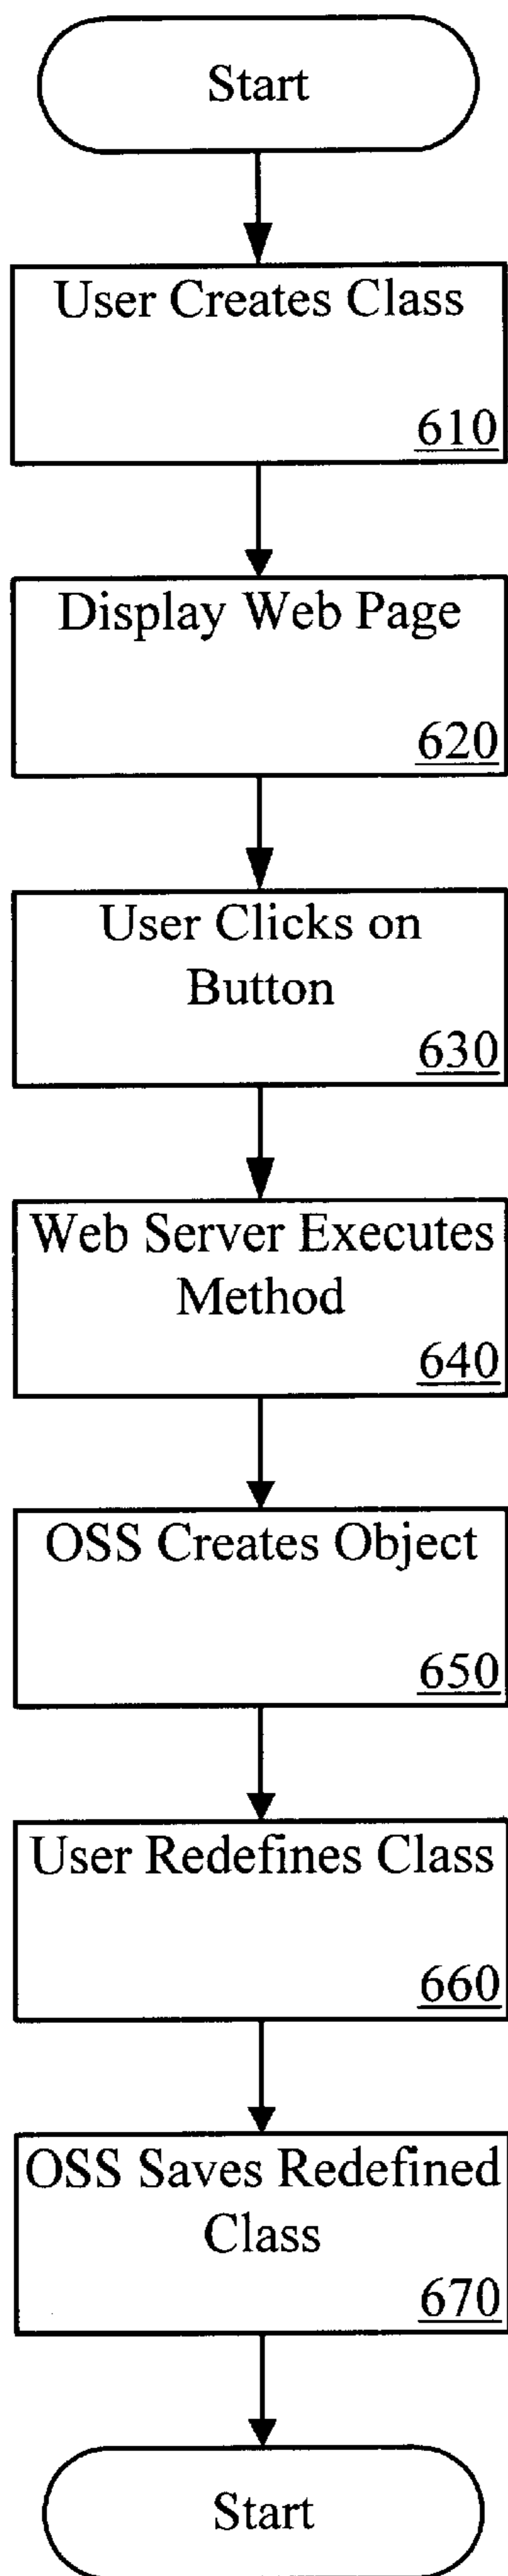 Start
User Creates Class
610
Display Web Page
620
User Clicks on
Button
630
Web Server Executes
Method
640
OSS Creates Object
650
User Redefines Class
660
OSS Saves Redefined
Class
670
Start